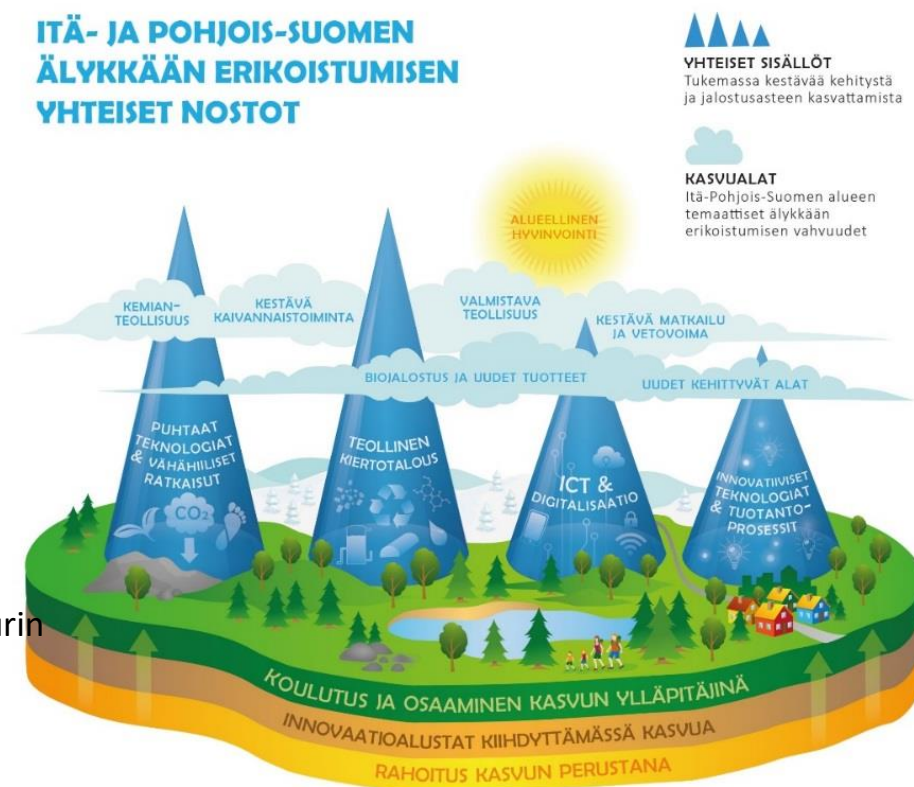 ITÄ- JA POHJOIS-SUOMEN
ÄLYKKÄÄN ERIKOISTUMISEN
YHTEISET NOSTOT
YHTEISET SISÄLLÖT
Tukemassa kestävää kehitystä
ja jalostusasteen kasvattamista
KASVUALAT
Itä-Pohjois-Suomen alueen
temaattiset älykkään
erikoistumisen vahvuudet
ALUEELLINEN
HYVINVOINTI
KEMIAN-
TEOLLISUUS
KESTÄVÄ
KAIVANNAISTOIMINTA
VALMISTAVA
TEOLLISUUS
KESTÄVÄ MATKAILU
JA VETOVOIMA
BIOJALOSTUS JA UUDET TUOTTEET
UUDET KEHITTYVÄT ALAT
PUHTAAT
TEKNOLOGIAT
& VÄHÄHIILISET
RATKAISUT
CO₂
TEOLLINEN
KIERTOTALOUS
ICT &
DIGITALISAATIO
INNOVATIIVISET
TEKNOLOGIAT
& TUOTANTO-
PROSESSIT
KOULUTUS JA OSAAMINEN KASVUN YLLÄPITÄJINÄ
INNOVAATIOALUSTAT KIIHDYTTÄMÄSSÄ KASVUA
RAHOITUS KASVUN PERUSTANA